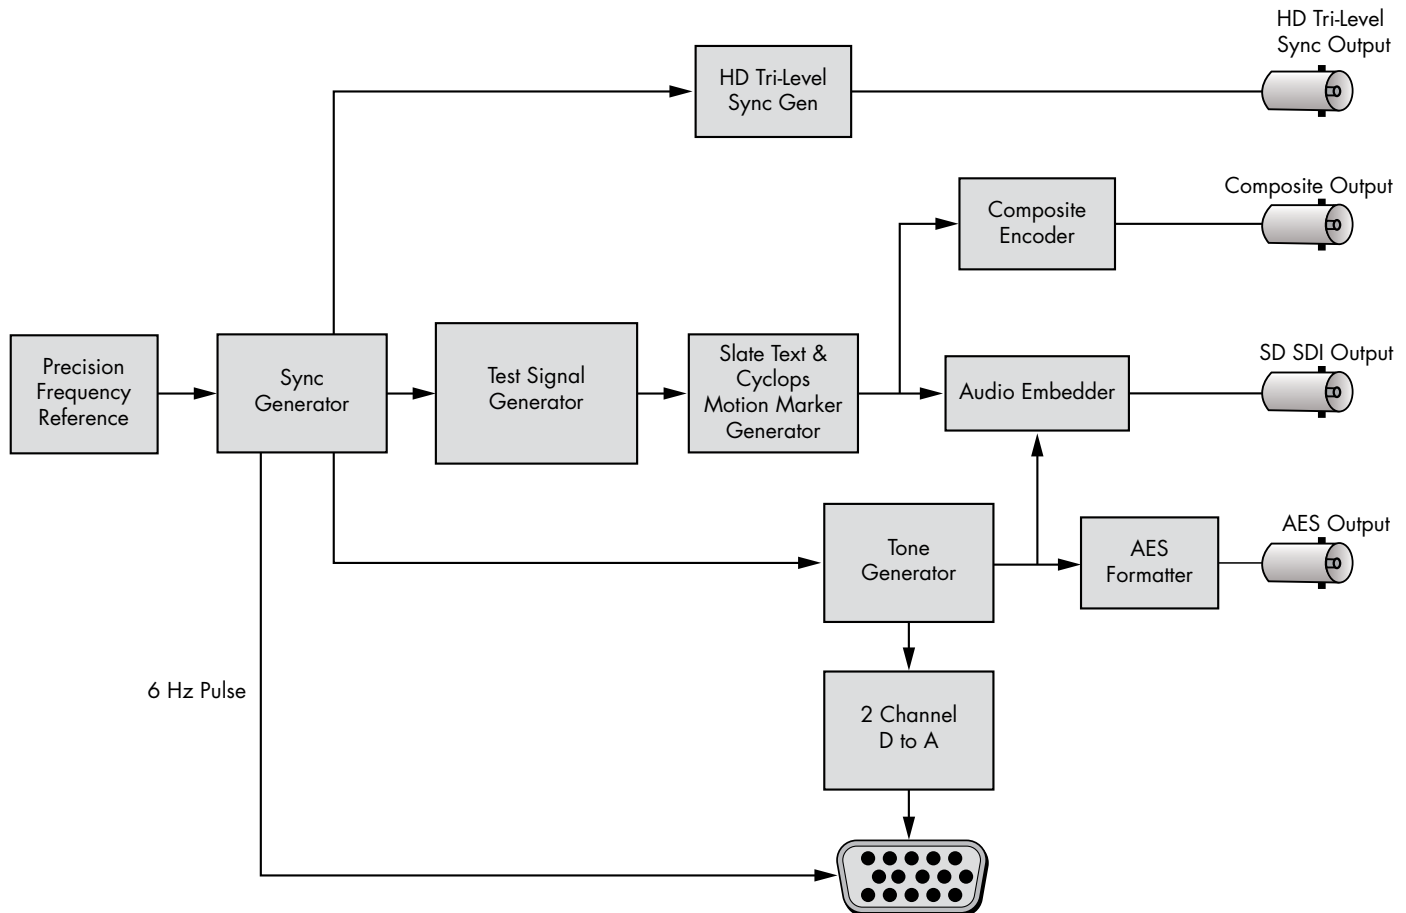 HD Tri-Level
Sync Output
HD Tri-Level
Sync Gen
Composite Output
Composite
Encoder
Precision
Frequency
Reference
Sync
Generator
Test Signal
Generator
Slate Text &
Cyclops
Motion Marker
Generator
Audio Embedder
SD SDI Output
Tone
Generator
AES
Formatter
AES Output
6 Hz Pulse
2 Channel
D to A